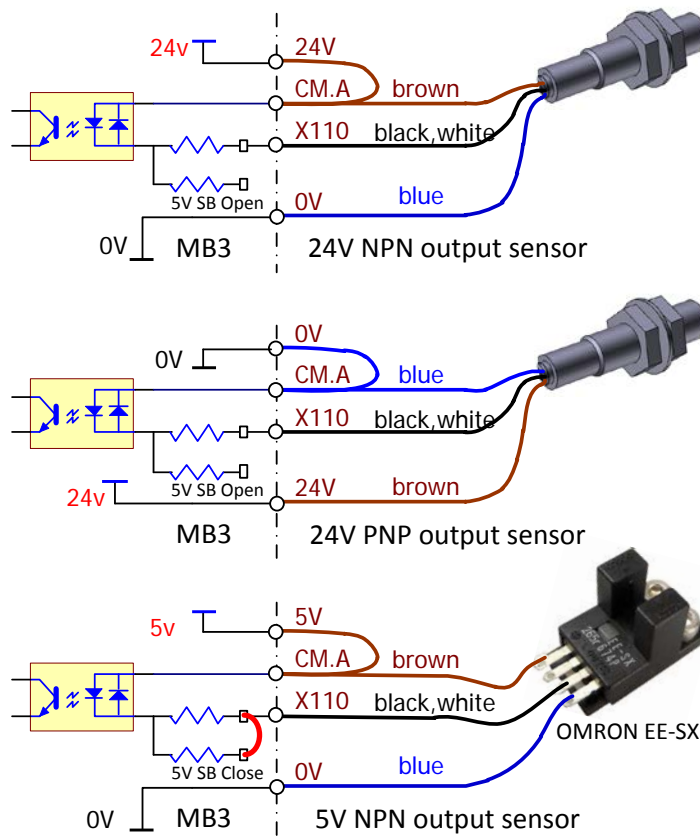 24V
24v
CM.A brown
X110 black,white
5V SB Open
0V blue
0V
MB3 24V NPN output sensor
0V
0V
CM.A blue
X110 black,white
5V SB Open
24v 24V brown
MB3 24V PNP output sensor
5V
5v
CM.A brown
X110 black,white
5V SB Close
0V blue
OMRON EE-SX
0V
MB3 5V NPN output sensor
EE-SX